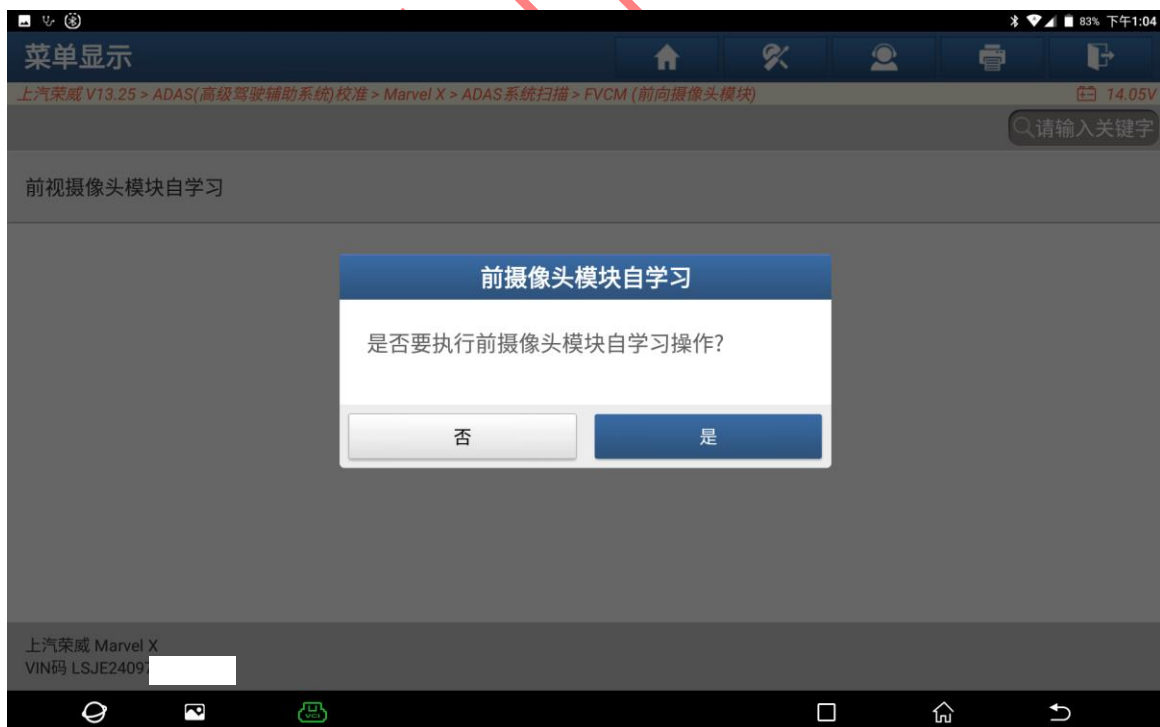 83% 下午1:04
菜单显示
上汽荣威 V13.25 > ADAS(高级驾驶辅助系统)校准 > Marvel X > ADAS系统扫描 > FVCM (前向摄像头模块)
14.05V
请输入关键字
前视摄像头模块自学习
前摄像头模块自学习
是否要执行前摄像头模块自学习操作?
否
是
上汽荣威 Marvel X
VIN码 LSJE24097
VCI